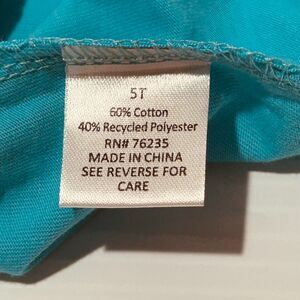 5T
60% Cotton
40% Recycled Polyester
RN# 76235
MADE IN CHINA
SEE REVERSE FOR
CARE